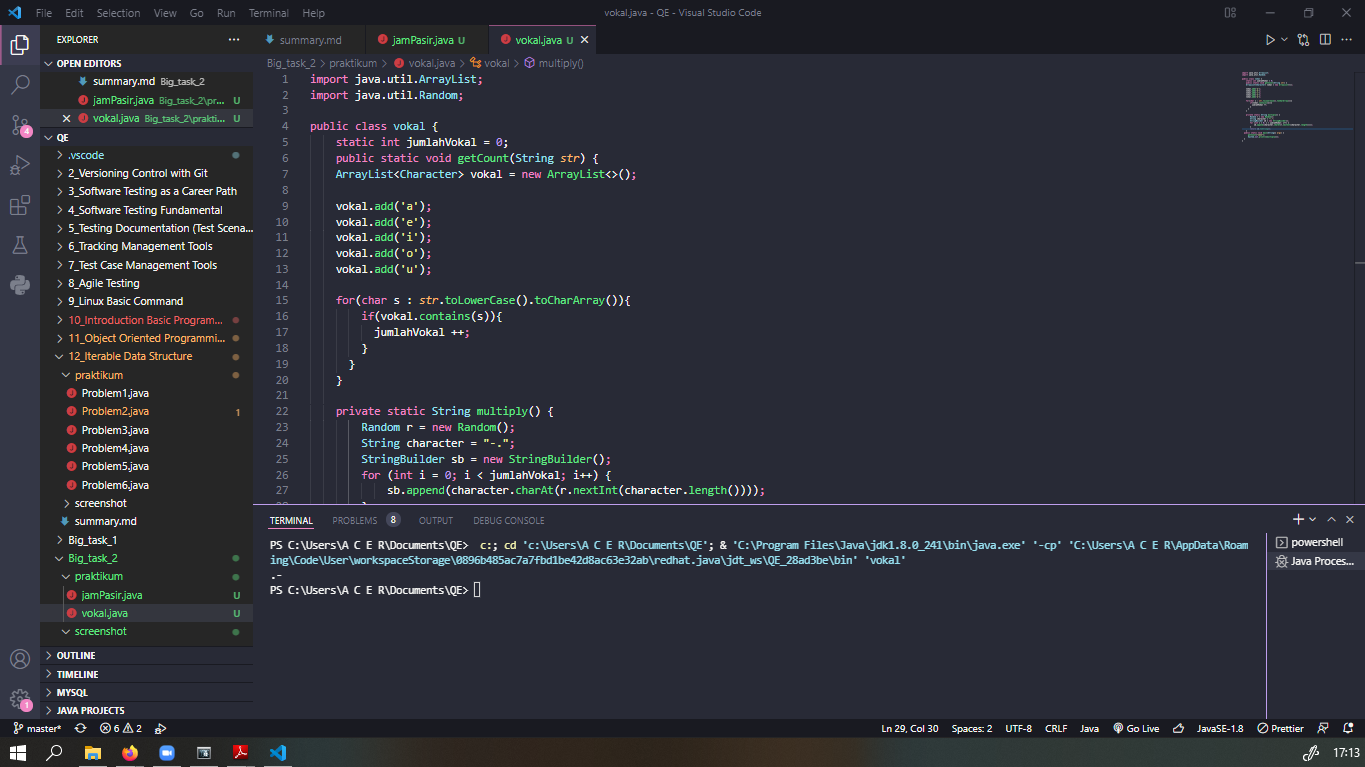 File Edit Selection View Go Run Terminal Help
vokal.java - QE - Visual Studio Code
EXPLORER
OPEN EDITORS
summary.md Big_task_2
jamPasir.java Big_task_2\pr... U
vokal.java Big_task_2\prakti... U
QE
.vscode
2_Versioning Control with Git
3_Software Testing as a Career Path
4_Software Testing Fundamental
5_Testing Documentation (Test Scena...
6_Tracking Management Tools
7_Test Case Management Tools
8_Agile Testing
9_Linux Basic Command
10_Introduction Basic Program...
11_Object Oriented Programmi...
12_Iterable Data Structure
praktikum
Problem1.java
Problem2.java 1
Problem3.java
Problem4.java
Problem5.java
Problem6.java
screenshot
summary.md
Big_task_1
Big_task_2
praktikum
jamPasir.java U
vokal.java U
screenshot
OUTLINE
TIMELINE
MYSQL
JAVA PROJECTS
4
1
summary.md jamPasir.java U vokal.java U
Big_task_2 > praktikum > vokal.java > vokal > multiply()
1 import java.util.ArrayList;
2 import java.util.Random;
3
4 public class vokal {
5 static int jumlahVokal = 0;
6 public static void getCount(String str) {
7 ArrayList<Character> vokal = new ArrayList<>();
8
9 vokal.add('a');
10 vokal.add('e');
11 vokal.add('i');
12 vokal.add('o');
13 vokal.add('u');
14
15 for(char s : str.toLowerCase().toCharArray()){
16 if(vokal.contains(s)){
17 jumlahVokal ++;
18 }
19 }
20 }
21
22 private static String multiply() {
23 Random r = new Random();
24 String character = "-.";
25 StringBuilder sb = new StringBuilder();
26 for (int i = 0; i < jumlahVokal; i++) {
27 sb.append(character.charAt(r.nextInt(character.length())));
TERMINAL PROBLEMS 8 OUTPUT DEBUG CONSOLE
PS C:\Users\A C E R\Documents\QE> c:; cd 'c:\Users\A C E R\Documents\QE'; & 'C:\Program Files\Java\jdk1.8.0_241\bin\java.exe' '-cp' 'C:\Users\A C E R\AppData\Roam
ing\Code\User\workspaceStorage\0896b485ac7a7fbd1be42d8ac63e32ab\redhat.java\jdt_ws\QE_28ad3be\bin' 'vokal'
.-
PS C:\Users\A C E R\Documents\QE>
powershell
Java Proces...
master* 6 2
Ln 29, Col 30 Spaces: 2 UTF-8 CRLF Java Go Live JavaSE-1.8 Prettier
17:13